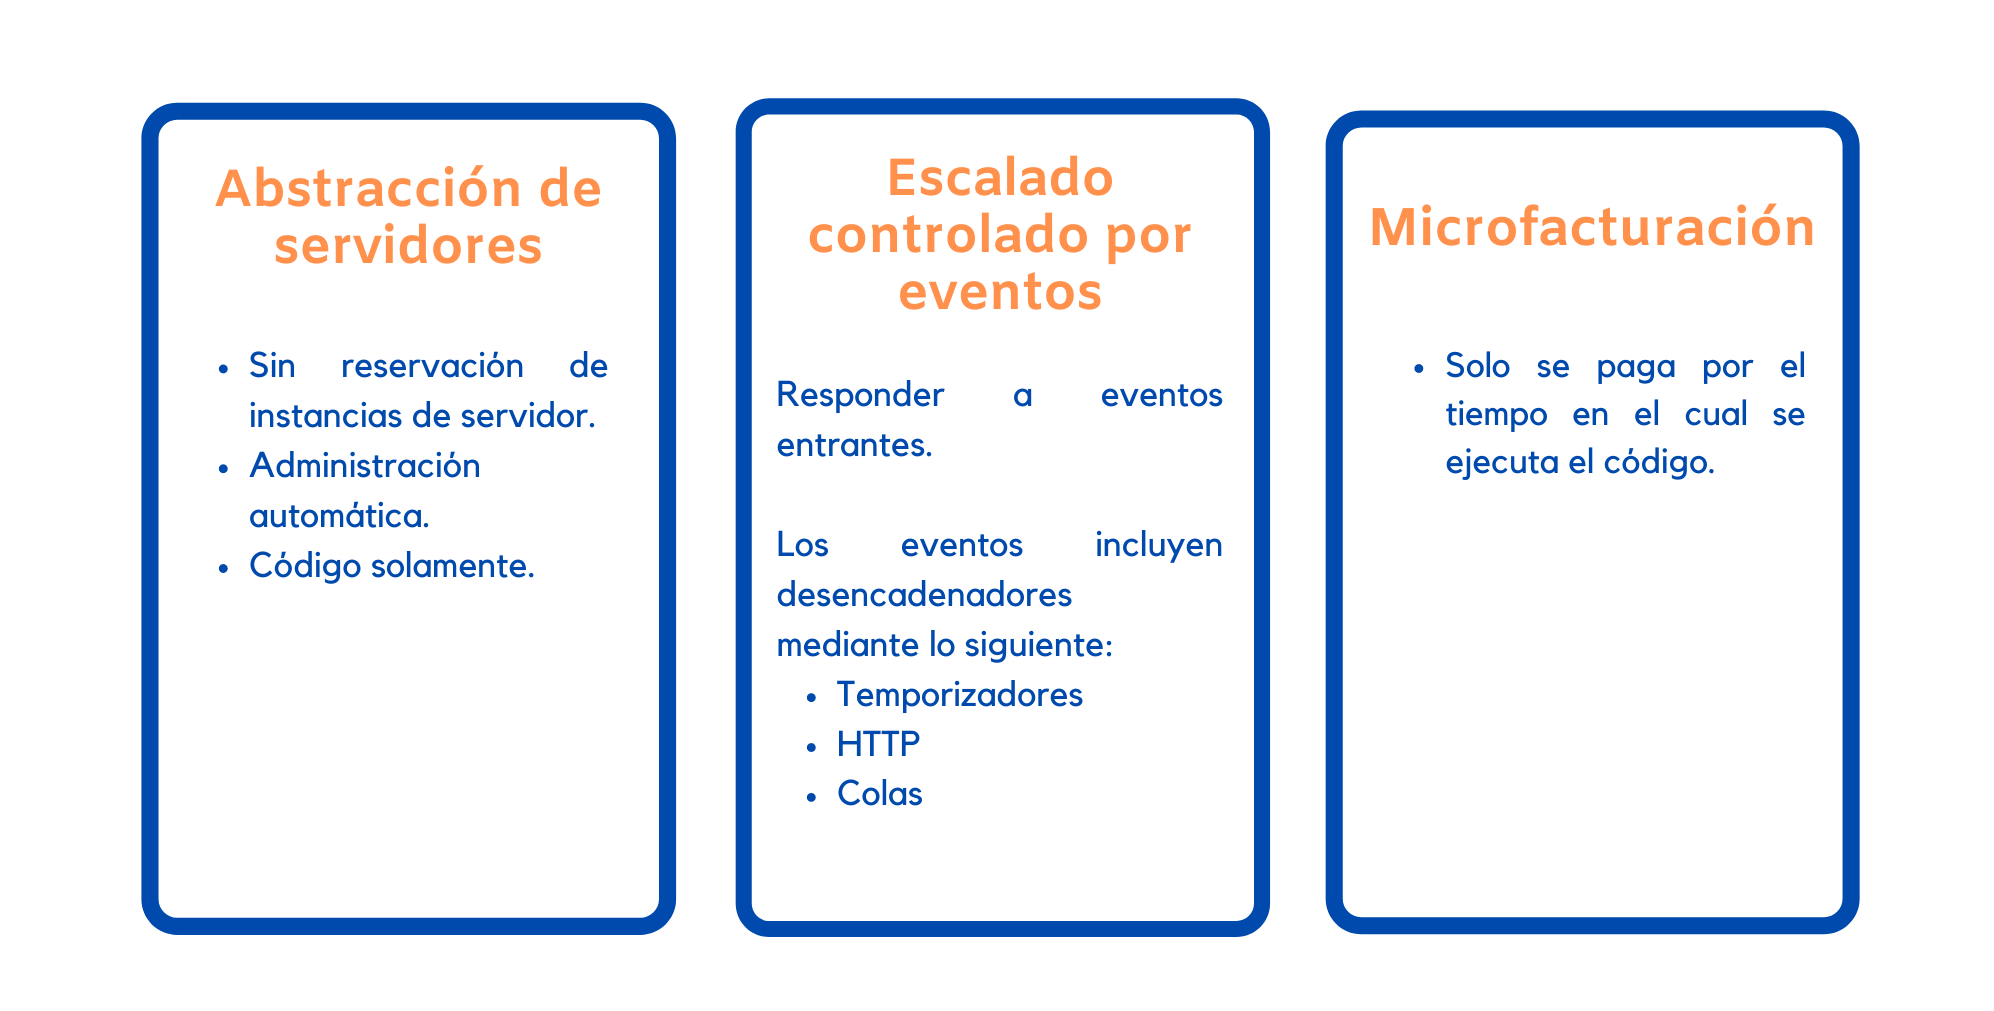 Abstracción de
servidores
• Sin reservación de
instancias de servidor.
• Administración
automática.
• Código solamente.
Escalado
controlado por
eventos
Responder a eventos
entrantes.
Los eventos incluyen
desencadenadores
mediante lo siguiente:
• Temporizadores
• HTTP
• Colas
Microfacturación
• Solo se paga por el
tiempo en el cual se
ejecuta el código.